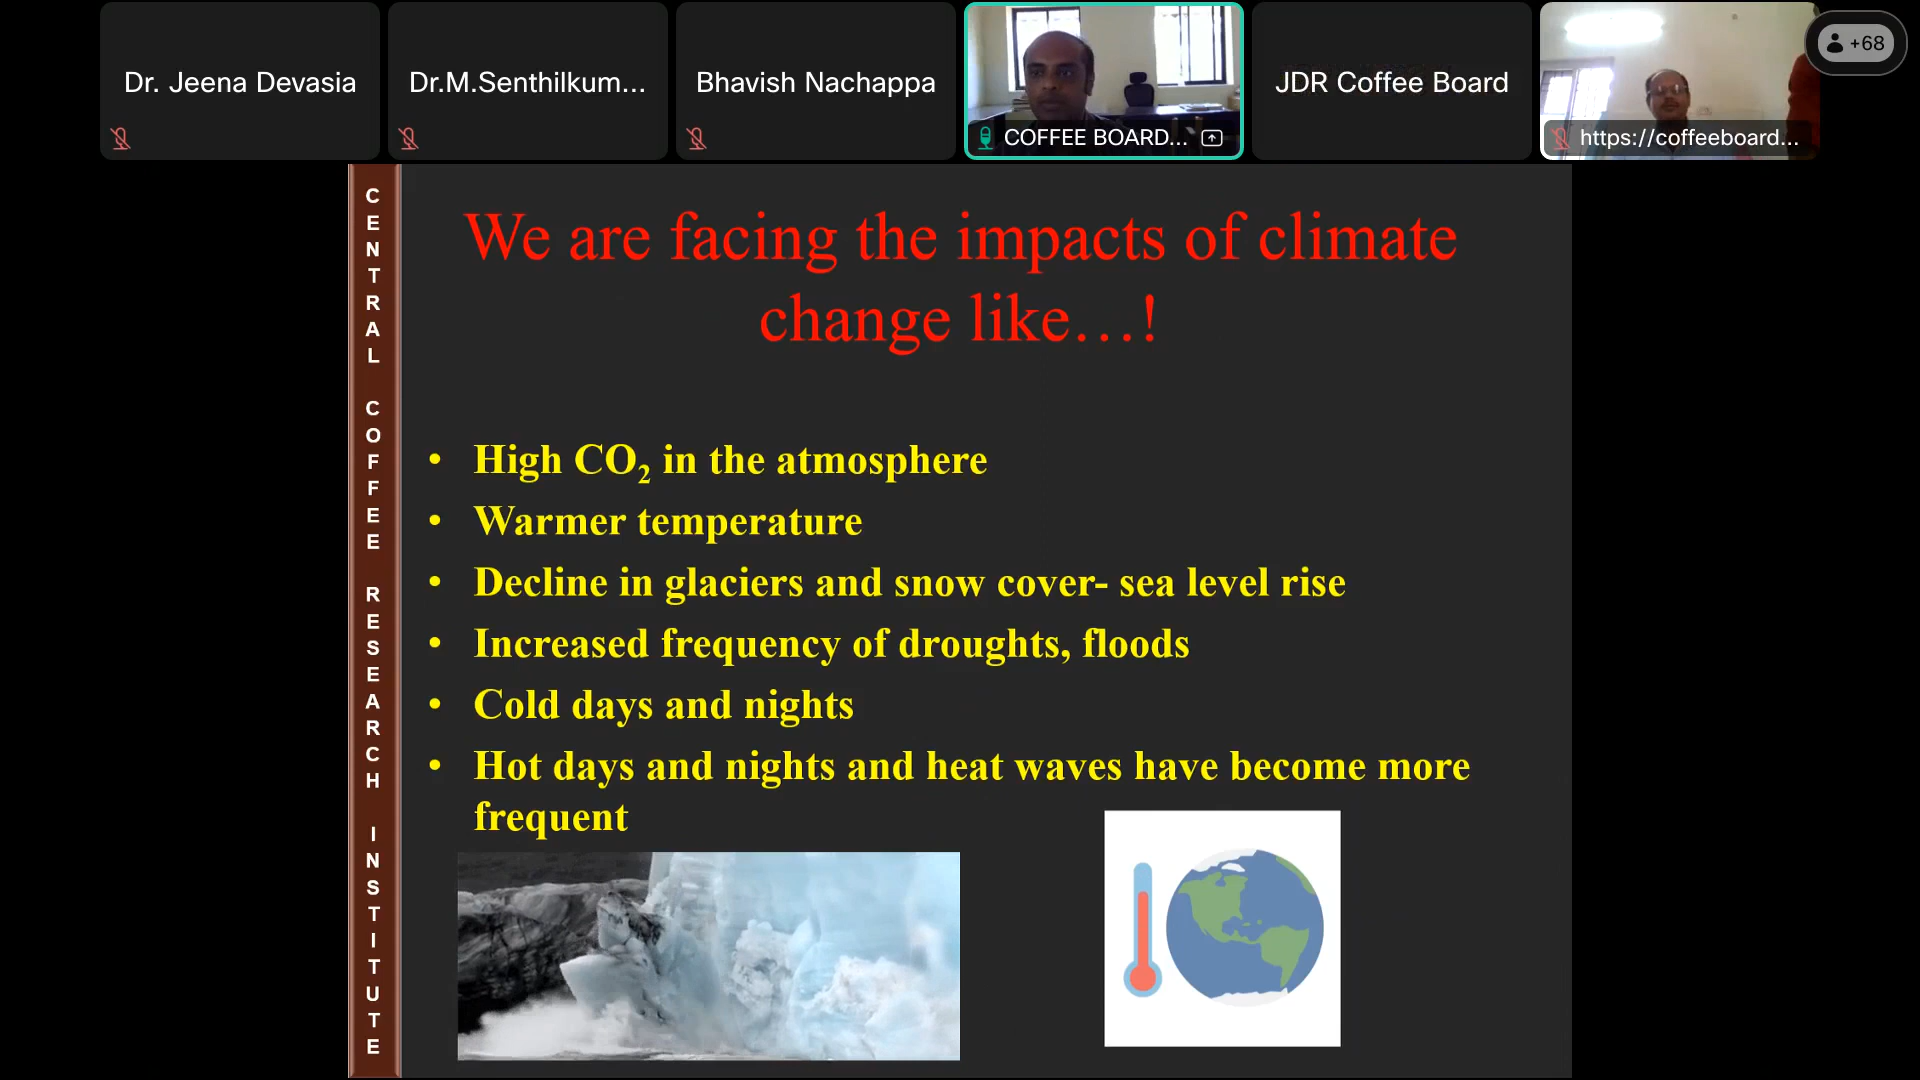 Dr. Jeena Devasia
Dr.M.Senthilkum...
Bhavish Nachappa
COFFEE BOARD...
JDR Coffee Board
https://coffeeboard...
+68
CENTRAL COFFEE RESEARCH INSTITUTE
We are facing the impacts of climate
change like…!
• High CO₂ in the atmosphere
• Warmer temperature
• Decline in glaciers and snow cover- sea level rise
• Increased frequency of droughts, floods
• Cold days and nights
• Hot days and nights and heat waves have become more
frequent